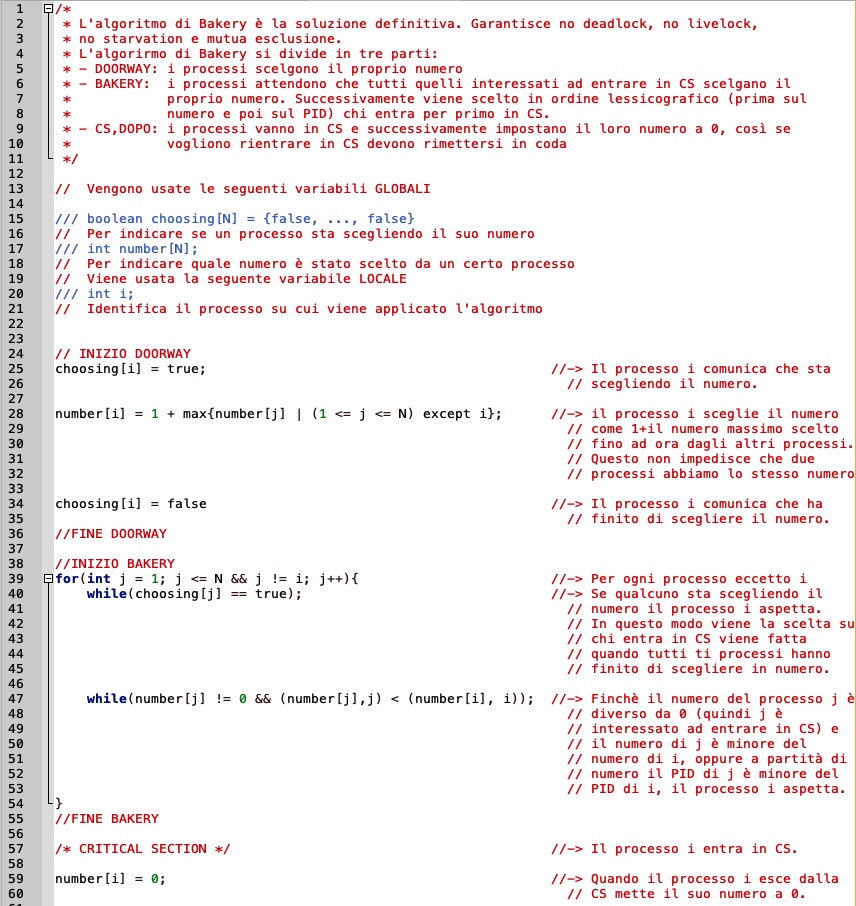 1 /*
2 * L'algoritmo di Bakery è la soluzione definitiva. Garantisce no deadlock, no livelock,
3 * no starvation e mutua esclusione.
4 * L'algorirmo di Bakery si divide in tre parti:
5 * - DOORWAY: i processi scelgono il proprio numero
6 * - BAKERY:  i processi attendono che tutti quelli interessati ad entrare in CS scelgano il
7 *            proprio numero. Successivamente viene scelto in ordine lessicografico (prima sul
8 *            numero e poi sul PID) chi entra per primo in CS.
9 * - CS,DOPO: i processi vanno in CS e successivamente impostano il loro numero a 0, così se
10 *            vogliono rientrare in CS devono rimettersi in coda
11 */
12
13 //  Vengono usate le seguenti variabili GLOBALI
14
15 /// boolean choosing[N] = {false, ..., false}
16 //  Per indicare se un processo sta scegliendo il suo numero
17 /// int number[N];
18 //  Per indicare quale numero è stato scelto da un certo processo
19 //  Viene usata la seguente variabile LOCALE
20 /// int i;
21 //  Identifica il processo su cui viene applicato l'algoritmo
22
23
24 // INIZIO DOORWAY
25 choosing[i] = true; //-> Il processo i comunica che sta
26 // scegliendo il numero.
27
28 number[i] = 1 + max{number[j] | (1 <= j <= N) except i}; //-> il processo i sceglie il numero
29 // come 1+il numero massimo scelto
30 // fino ad ora dagli altri processi.
31 // Questo non impedisce che due
32 // processi abbiamo lo stesso numero
33
34 choosing[i] = false //-> Il processo i comunica che ha
35 // finito di scegliere il numero.
36 //FINE DOORWAY
37
38 //INIZIO BAKERY
39 for(int j = 1; j <= N && j != i; j++){ //-> Per ogni processo eccetto i
40     while(choosing[j] == true); //-> Se qualcuno sta scegliendo il
41 // numero il processo i aspetta.
42 // In questo modo viene la scelta su
43 // chi entra in CS viene fatta
44 // quando tutti ti processi hanno
45 // finito di scegliere in numero.
46
47     while(number[j] != 0 && (number[j],j) < (number[i], i)); //-> Finchè il numero del processo j è
48 // diverso da 0 (quindi j è
49 // interessato ad entrare in CS) e
50 // il numero di j è minore del
51 // numero di i, oppure a partità di
52 // numero il PID di j è minore del
53 // PID di i, il processo i aspetta.
54 }
55 //FINE BAKERY
56
57 /* CRITICAL SECTION */ //-> Il processo i entra in CS.
58
59 number[i] = 0; //-> Quando il processo i esce dalla
60 // CS mette il suo numero a 0.